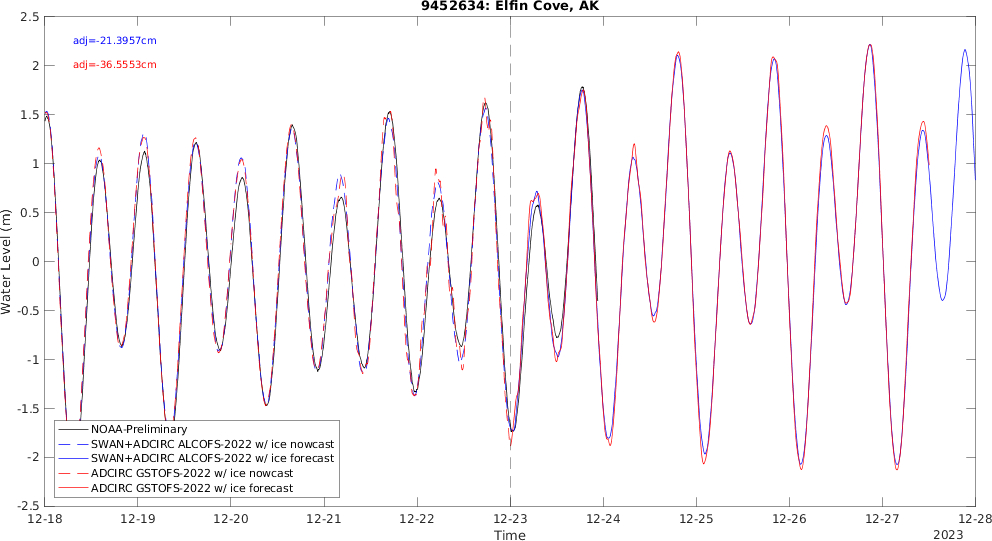 9452634: Elfin Cove, AK
2.5
adj=-21.3957cm
2
adj=-36.5553cm
1.5
1
0.5
0
-0.5
-1
-1.5
-2
-2.5
Water Level (m)
NOAA-Preliminary
SWAN+ADCIRC ALCOFS-2022 w/ ice nowcast
SWAN+ADCIRC ALCOFS-2022 w/ ice forecast
ADCIRC GSTOFS-2022 w/ ice nowcast
ADCIRC GSTOFS-2022 w/ ice forecast
12-18 12-19 12-20 12-21 12-22 12-23 12-24 12-25 12-26 12-27 12-28
Time
2023